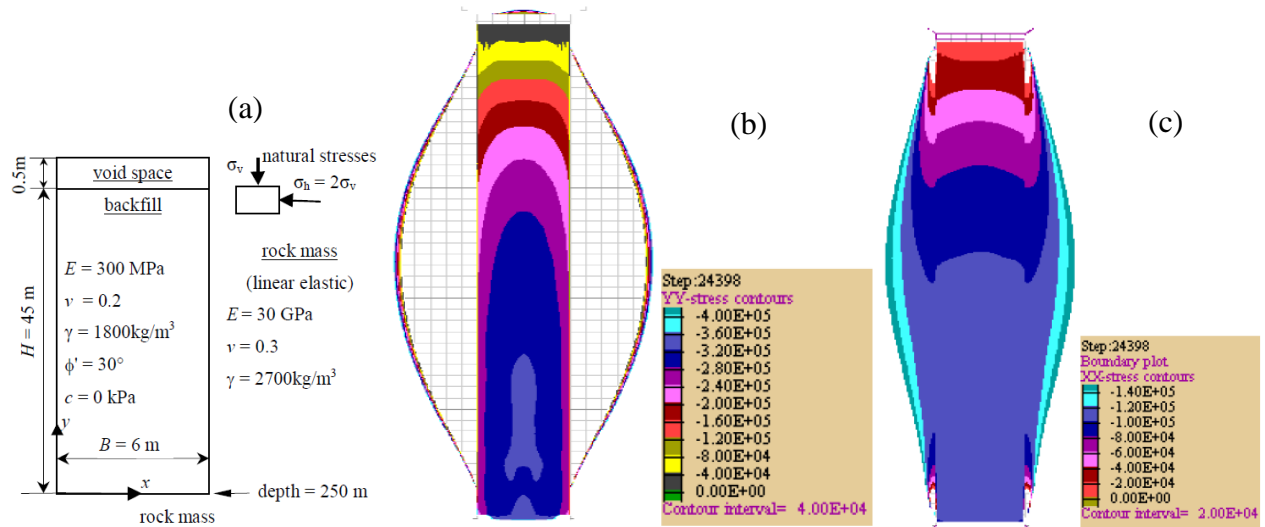 (a)
(b)
(c)
0.5m
void space
backfill
H = 45 m
E = 300 MPa
ν = 0.2
γ = 1800kg/m³
ϕ' = 30°
c = 0 kPa
y
B = 6 m
x
depth = 250 m
rock mass
natural stresses
σv
σh = 2σv
rock mass
(linear elastic)
E = 30 GPa
ν = 0.3
γ = 2700kg/m³
Step:24398
YY-stress contours
-4.00E+05
-3.60E+05
-3.20E+05
-2.80E+05
-2.40E+05
-2.00E+05
-1.60E+05
-1.20E+05
-8.00E+04
-4.00E+04
0.00E+00
Contour interval= 4.00E+04
Step:24398
Boundary plot
XX-stress contours
-1.40E+05
-1.20E+05
-1.00E+05
-8.00E+04
-6.00E+04
-4.00E+04
-2.00E+04
0.00E+00
Contour interval= 2.00E+04